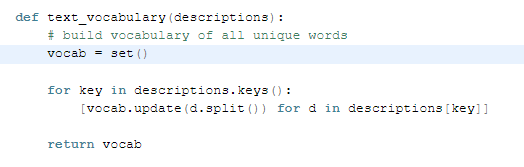 def text_vocabulary(descriptions):
    # build vocabulary of all unique words
    vocab = set()
    for key in descriptions.keys():
        [vocab.update(d.split()) for d in descriptions[key]]
    return vocab